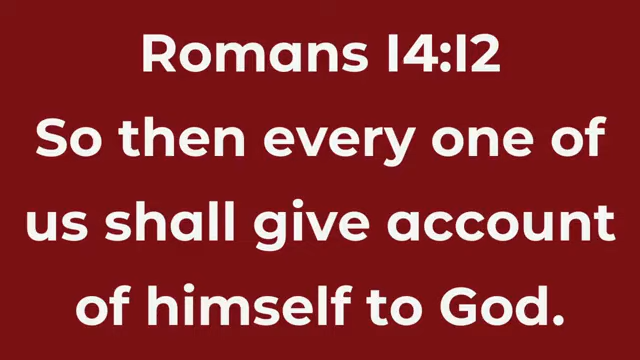 Romans 14:12
So then every one of
us shall give account
of himself to God.